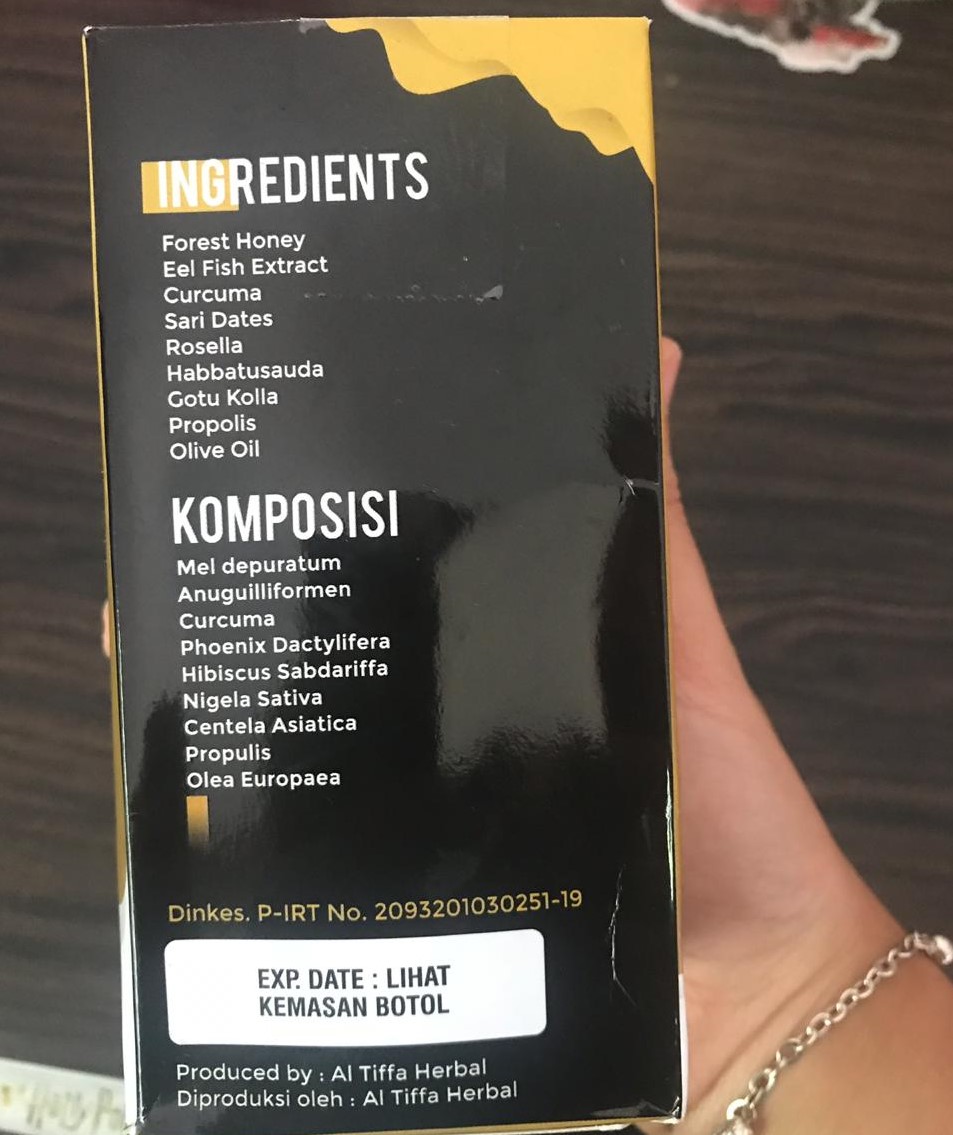 INGREDIENTS
Forest Honey
Eel Fish Extract
Curcuma
Sari Dates
Rosella
Habbatusauda
Gotu Kolla
Propolis
Olive Oil
KOMPOSISI
Mel depuratum
Anuguilliformen
Curcuma
Phoenix Dactylifera
Hibiscus Sabdariffa
Nigela Sativa
Centela Asiatica
Propulis
Olea Europaea
Dinkes. P-IRT No. 2093201030251-19
EXP. DATE : LIHAT
KEMASAN BOTOL
Produced by : Al Tiffa Herbal
Diproduksi oleh : Al Tiffa Herbal